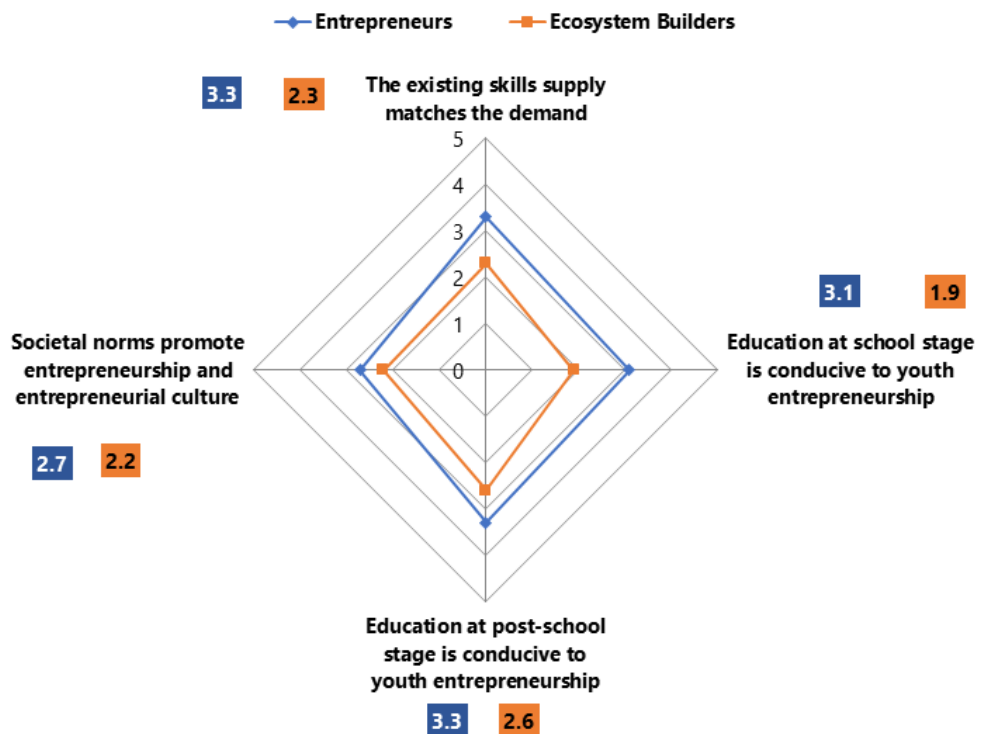 Entrepreneurs Ecosystem Builders
3.3 2.3
The existing skills supply
matches the demand
5
4
3
2
1
0
3.1 1.9
Education at school stage
is conducive to youth
entrepreneurship
Societal norms promote
entrepreneurship and
entrepreneurial culture
2.7 2.2
Education at post-school
stage is conducive to
youth entrepreneurship
3.3 2.6